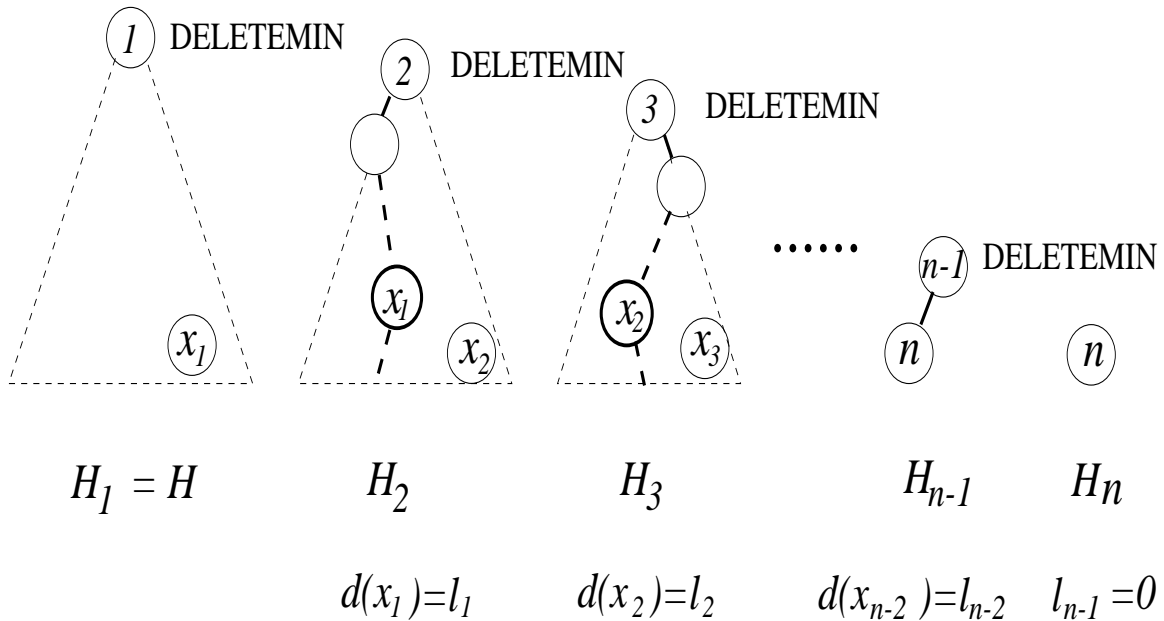 1 DELETEMIN
2 DELETEMIN
3 DELETEMIN
x₁
x₁
x₂
x₂
x₃
......
n-1 DELETEMIN
n
n
H₁ = H
H₂
H₃
Hₙ₋₁
Hₙ
d(x₁)=l₁
d(x₂)=l₂
d(xₙ₋₂)=lₙ₋₂
lₙ₋₁=0